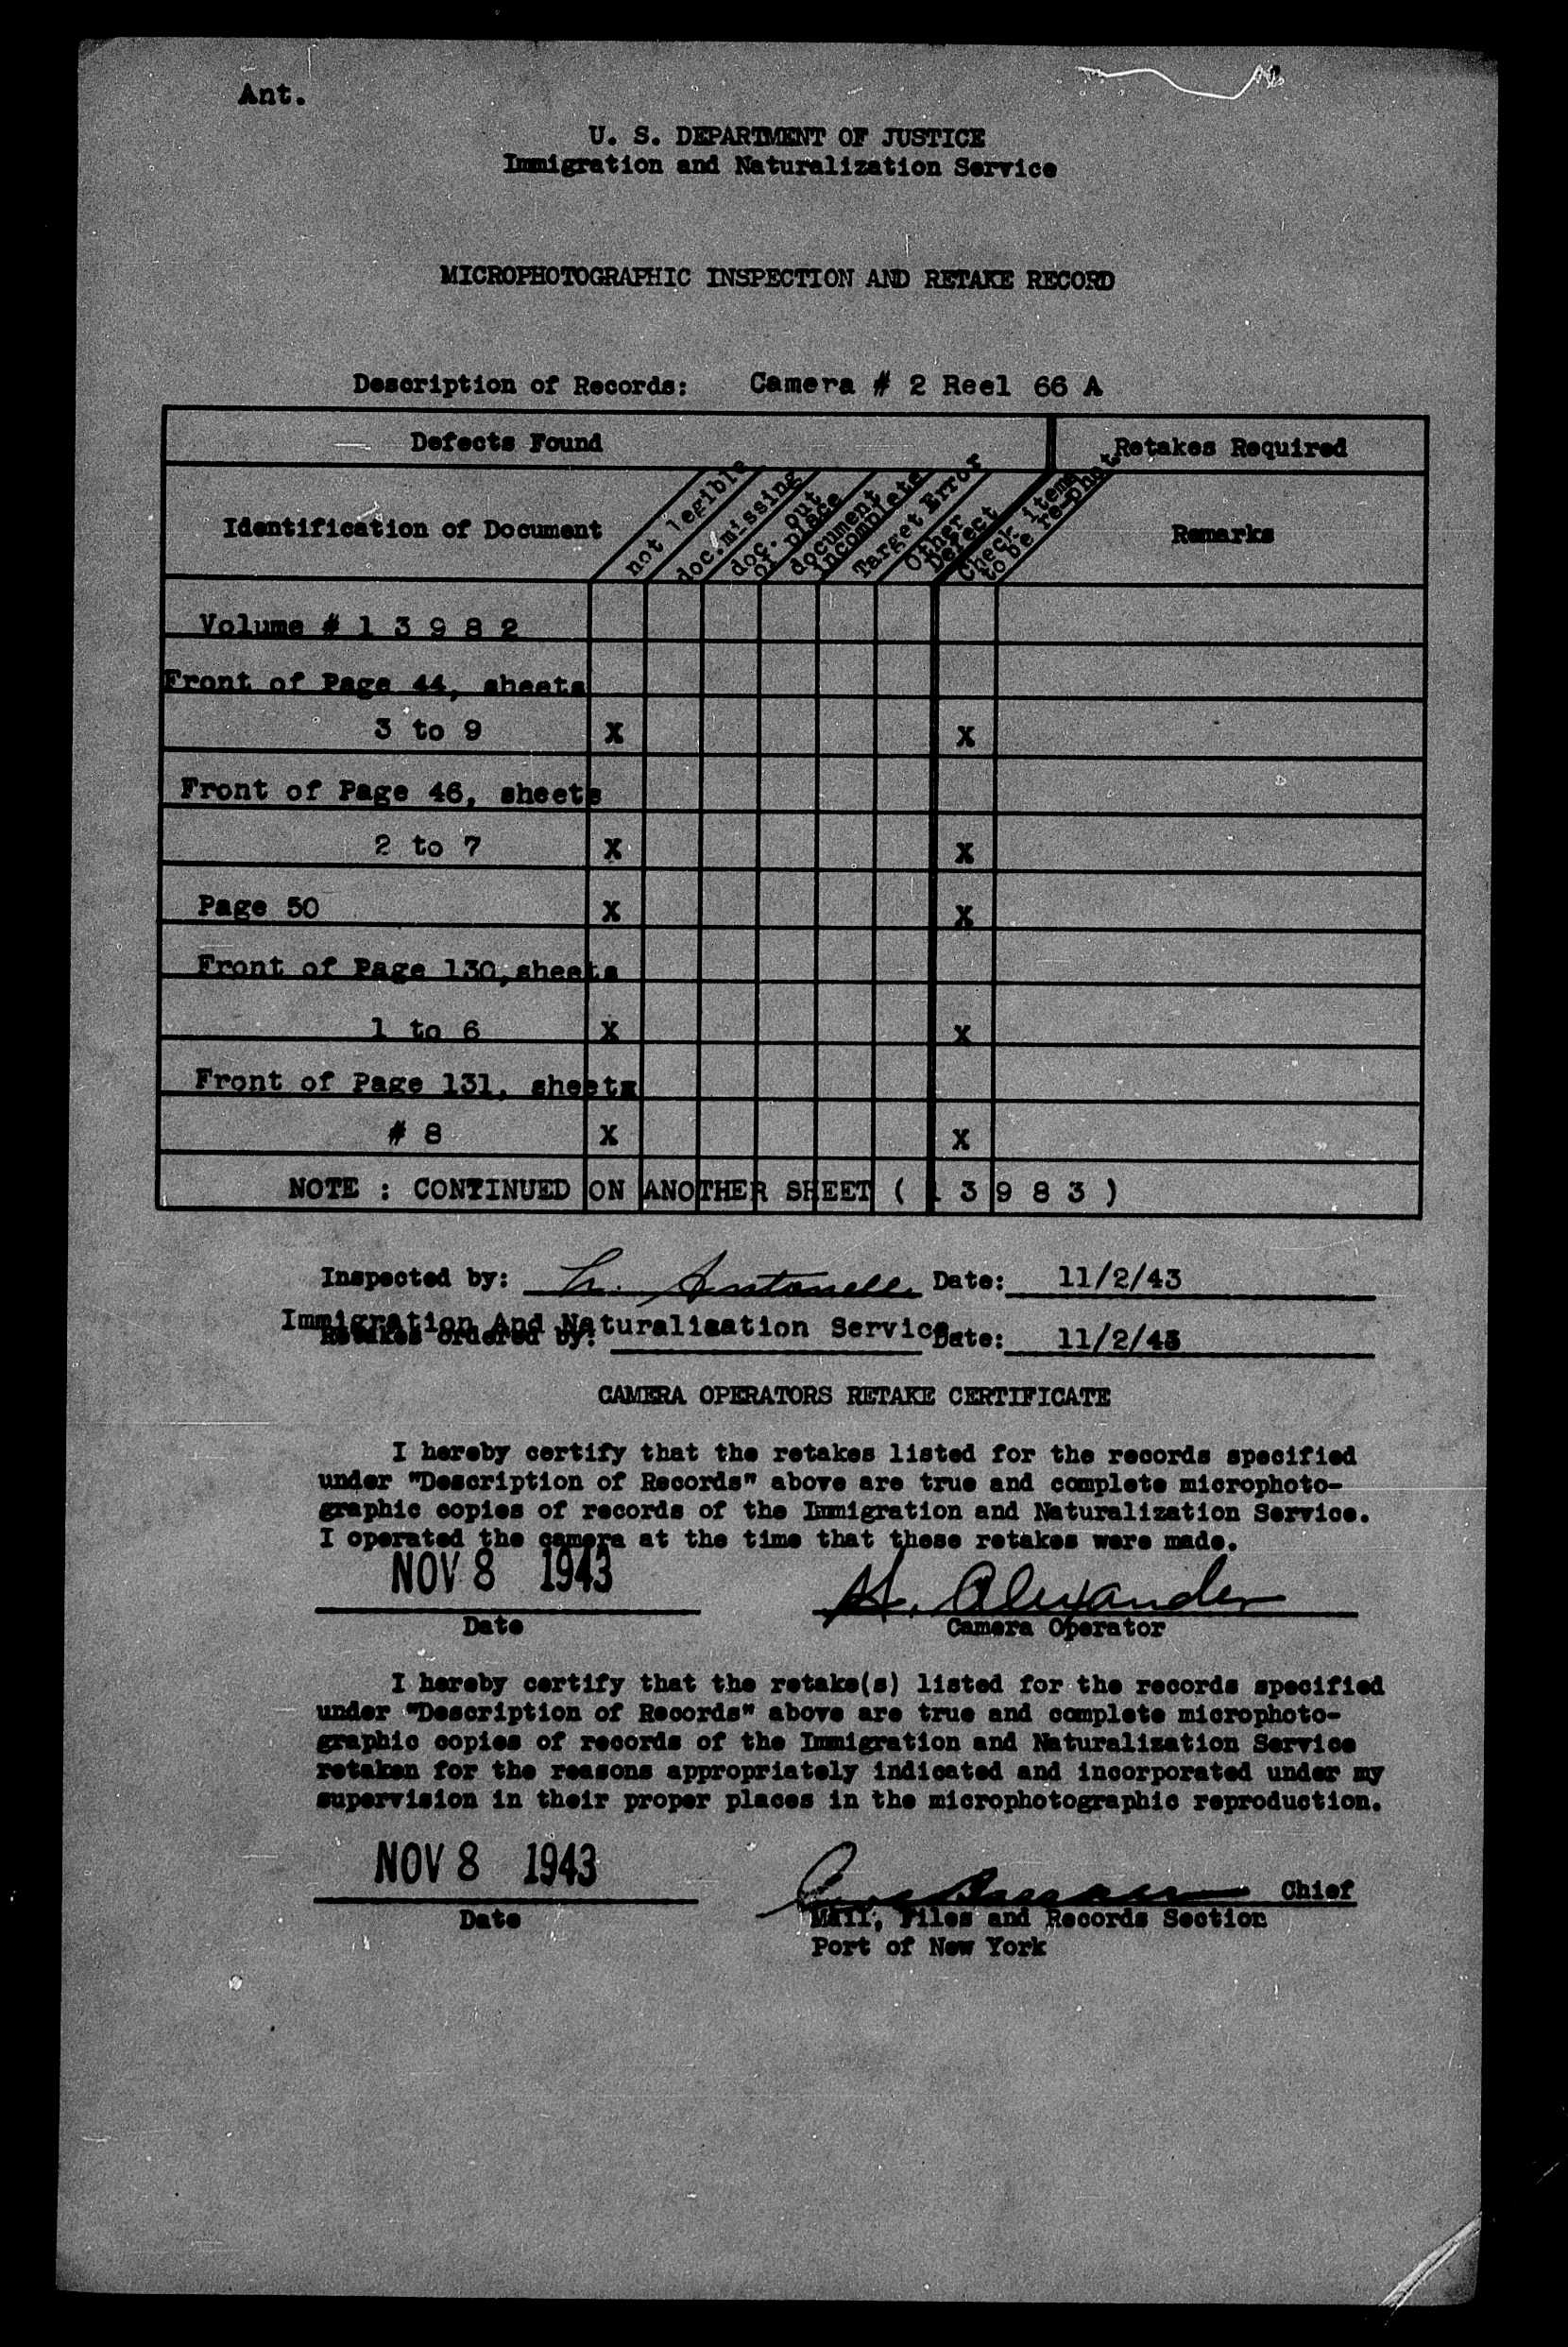 Ant.
U. S. DEPARTMENT OF JUSTICE
Immigration and Naturalization Service
MICROPHOTOGRAPHIC INSPECTION AND RETAKE RECORD
Description of Records: Camera # 2 Reel 66 A
Defects Found
Retakes Required
Identification of Document
not legible
doc. missing
doc. out
of place
document
incomplete
Target Error
Other
Defect
Check items
to be re-phot.
Remarks
Volume # 1 3 9 8 2
Front of Page 44, sheets
3 to 9 X X
Front of Page 46, sheets
2 to 7 X X
Page 50 X X
Front of Page 130, sheets
1 to 6 X X
Front of Page 131, sheets
# 8 X X
NOTE : CONTINUED ON ANOTHER SHEET ( 1 3 9 8 3 )
Inspected by: Date: 11/2/43
Immigration And Naturalization Service
Retakes ordered by: Date: 11/2/43
CAMERA OPERATORS RETAKE CERTIFICATE
I hereby certify that the retakes listed for the records specified
under "Description of Records" above are true and complete microphoto-
graphic copies of records of the Immigration and Naturalization Service.
I operated the camera at the time that these retakes were made.
NOV 8 1943 H. Alexander
Date Camera Operator
I hereby certify that the retake(s) listed for the records specified
under "Description of Records" above are true and complete microphoto-
graphic copies of records of the Immigration and Naturalization Service
retaken for the reasons appropriately indicated and incorporated under my
supervision in their proper places in the microphotographic reproduction.
NOV 8 1943 Chief
Date Mail, Files and Records Section
Port of New York